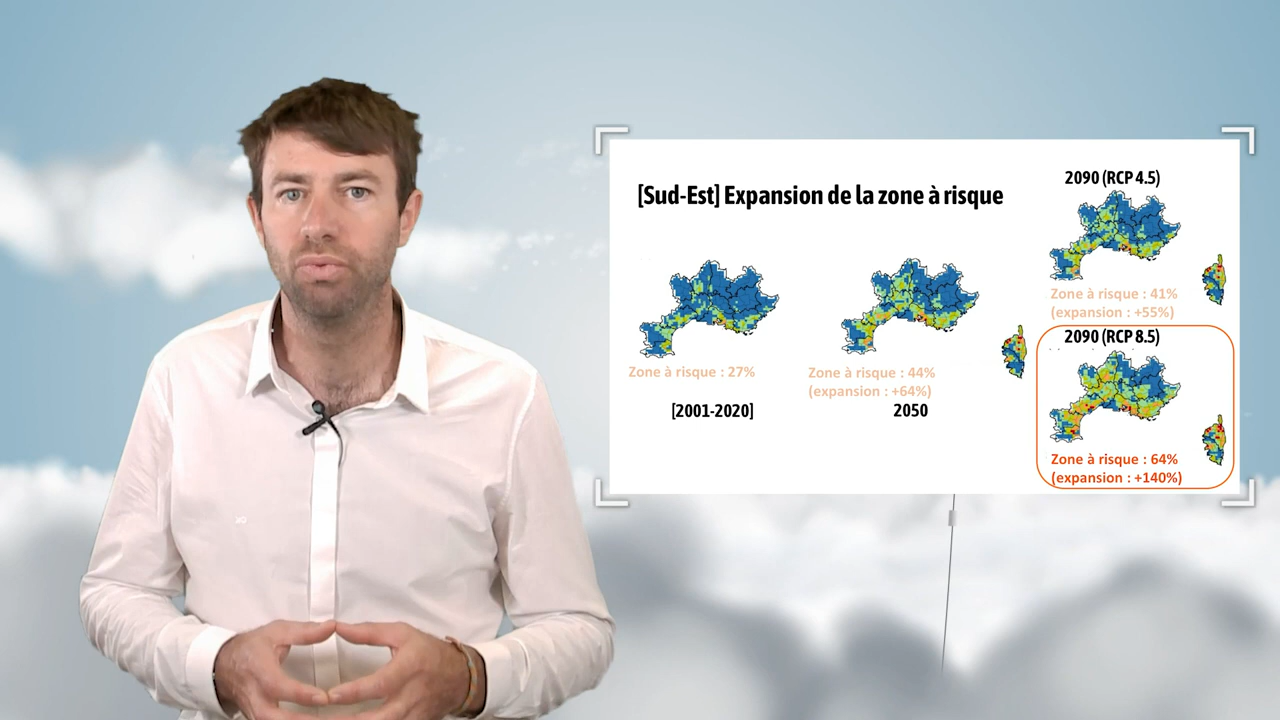 [Sud-Est] Expansion de la zone à risque
Zone à risque : 27%
[2001-2020]
Zone à risque : 44%
(expansion : +64%)
2050
2090 (RCP 4.5)
Zone à risque : 41%
(expansion : +55%)
2090 (RCP 8.5)
Zone à risque : 64%
(expansion : +140%)